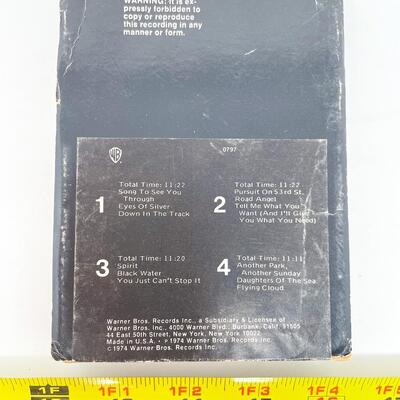 WARNING: It is ex-
pressly forbidden to
copy or reproduce
this recording in any
manner or form.
WB
0797
1
Total Time: 11:22
Song To See You
Through
Eyes Of Silver
Down In The Track
2
Total Time: 11:22
Pursuit On 53rd St.
Road Angel
Tell Me What You
Want (And I'll Give
You What You Need)
3
Total Time: 11:20
Spirit
Black Water
You Just Can't Stop It
4
Total Time: 11:11
Another Park,
Another Sunday
Daughters Of The Sea
Flying Cloud
Warner Bros. Records Inc., a Subsidiary & Licensee of
Warner Bros. Inc., 4000 Warner Blvd., Burbank, Calif. 91505
44 East 50th Street, New York, New York 10022
Made in U.S.A. • ℗ 1974 Warner Bros. Records Inc.
© 1974 Warner Bros. Records Inc.
1F 1F1 1F2 1F3 1F4 1F5